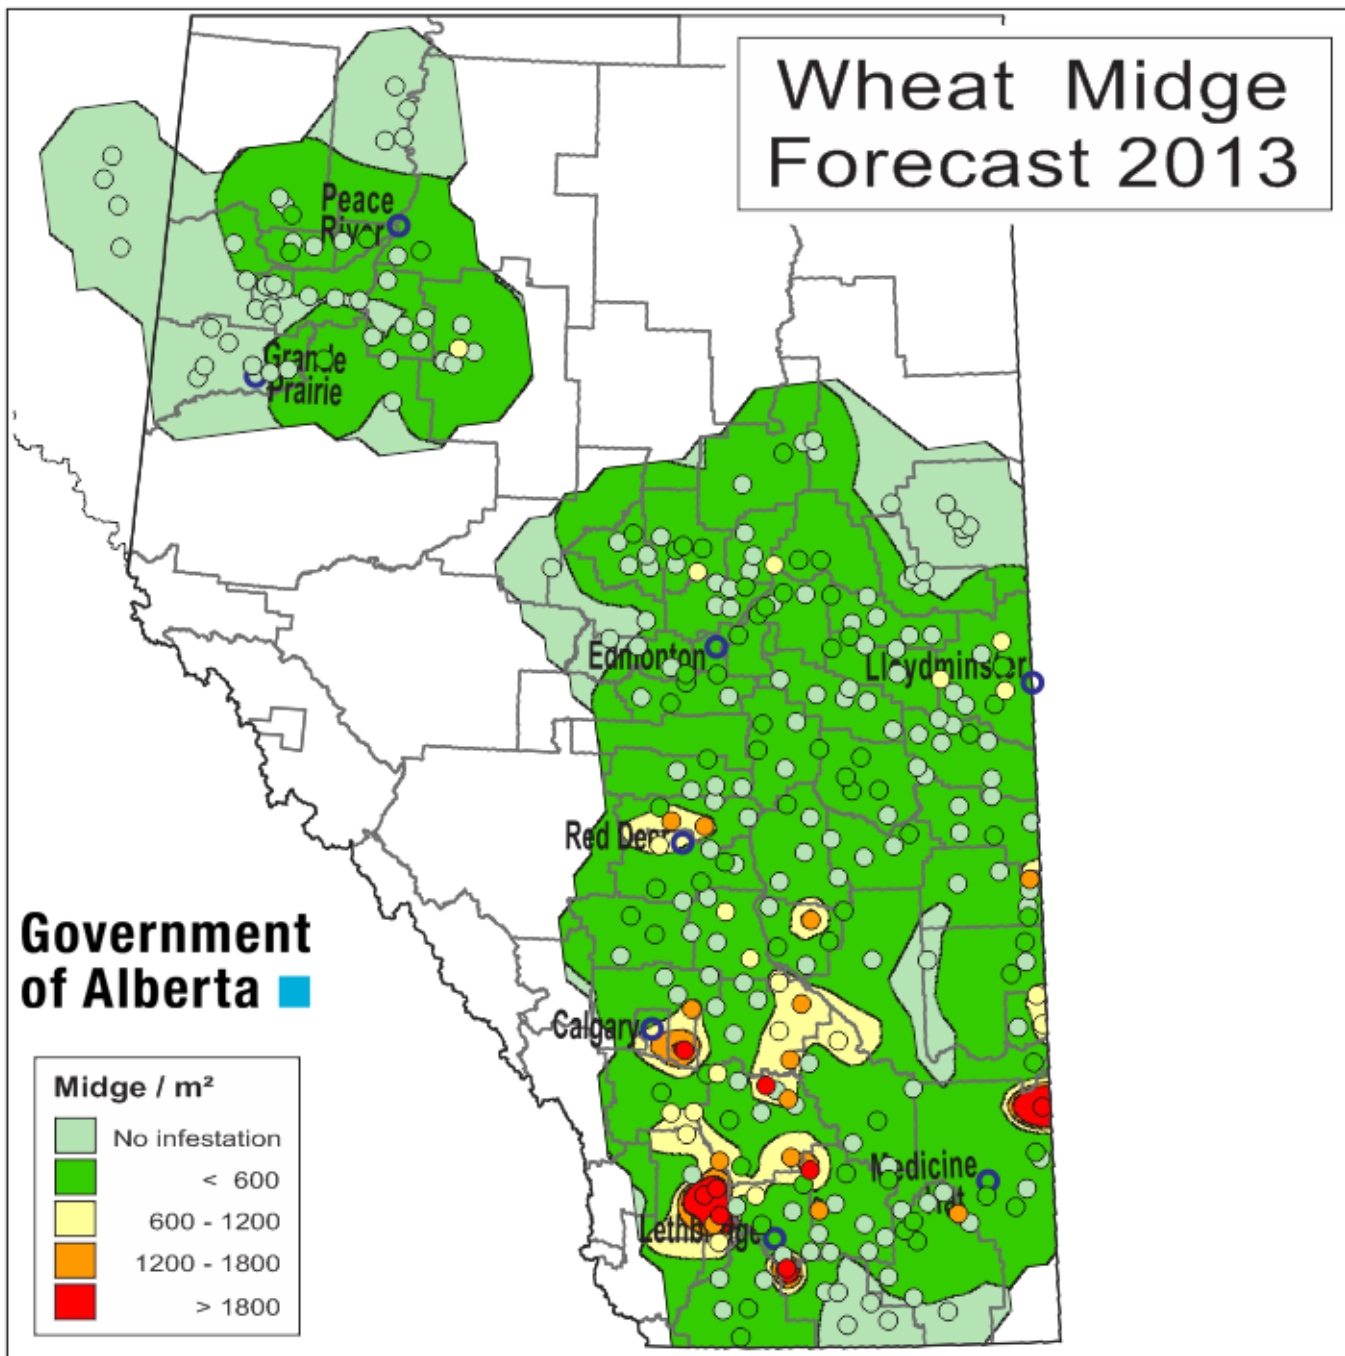 Wheat Midge
Forecast 2013
Peace
River
Grande
Prairie
Edmonton
Lloydminster
Red Deer
Calgary
Medicine
Hat
Lethbridge
Government
of Alberta
Midge / m²
No infestation
< 600
600 - 1200
1200 - 1800
> 1800